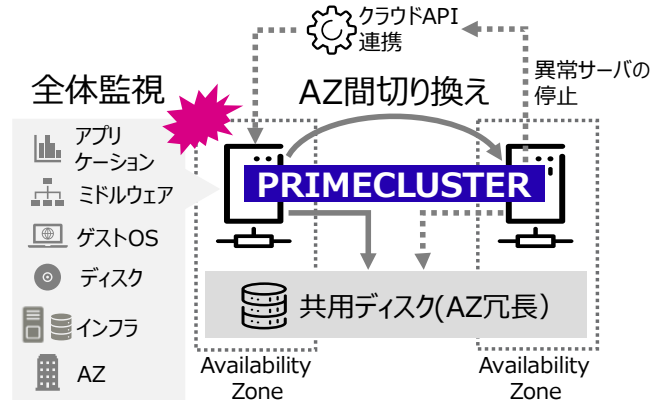 クラウドAPI
連携
異常サーバの
停止
全体監視
AZ間切り換え
アプリ
ケーション
ミドルウェア
ゲストOS
ディスク
インフラ
AZ
PRIMECLUSTER
共用ディスク(AZ冗長)
Availability
Zone
Availability
Zone